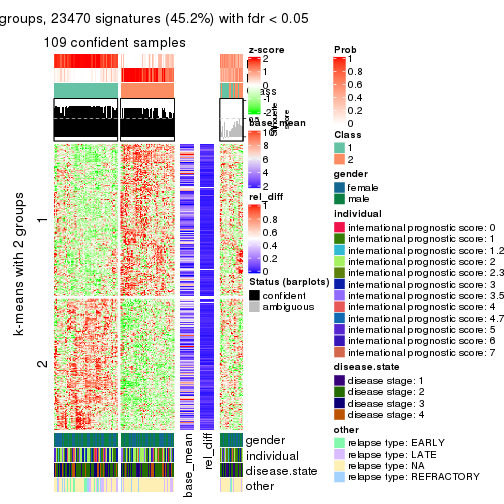 groups, 23470 signatures (45.2%) with fdr < 0.05
109 confident samples
k-means with 2 groups
1
2
z-score
2
1
0
-1
-2
base_mean
10
8
6
4
2
rel_diff
1
0.8
0.6
0.4
0.2
0
Status (barplots)
confident
ambiguous
Silhouette
score
gender
individual
disease.state
other
base_mean
rel_diff
Prob
1
0.8
0.6
0.4
0.2
0
Class
1
2
gender
female
male
individual
international prognostic score: 0
international prognostic score: 1
international prognostic score: 1.2
international prognostic score: 2
international prognostic score: 2.3
international prognostic score: 3
international prognostic score: 3.5
international prognostic score: 4
international prognostic score: 4.7
international prognostic score: 5
international prognostic score: 6
international prognostic score: 7
disease.state
disease stage: 1
disease stage: 2
disease stage: 3
disease stage: 4
other
relapse type: EARLY
relapse type: LATE
relapse type: NA
relapse type: REFRACTORY